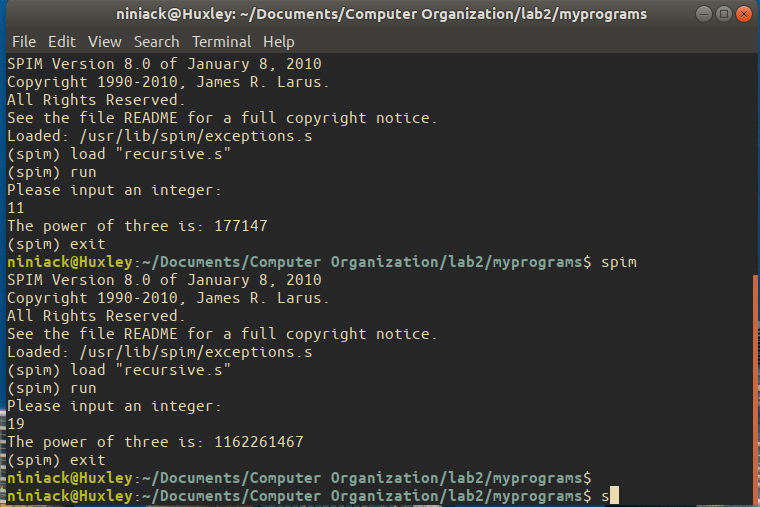 niniack@Huxley: ~/Documents/Computer Organization/lab2/myprograms
File Edit View Search Terminal Help
SPIM Version 8.0 of January 8, 2010
Copyright 1990-2010, James R. Larus.
All Rights Reserved.
See the file README for a full copyright notice.
Loaded: /usr/lib/spim/exceptions.s
(spim) load "recursive.s"
(spim) run
Please input an integer:
11
The power of three is: 177147
(spim) exit
niniack@Huxley:~/Documents/Computer Organization/lab2/myprograms$ spim
SPIM Version 8.0 of January 8, 2010
Copyright 1990-2010, James R. Larus.
All Rights Reserved.
See the file README for a full copyright notice.
Loaded: /usr/lib/spim/exceptions.s
(spim) load "recursive.s"
(spim) run
Please input an integer:
19
The power of three is: 1162261467
(spim) exit
niniack@Huxley:~/Documents/Computer Organization/lab2/myprograms$
niniack@Huxley:~/Documents/Computer Organization/lab2/myprograms$ s